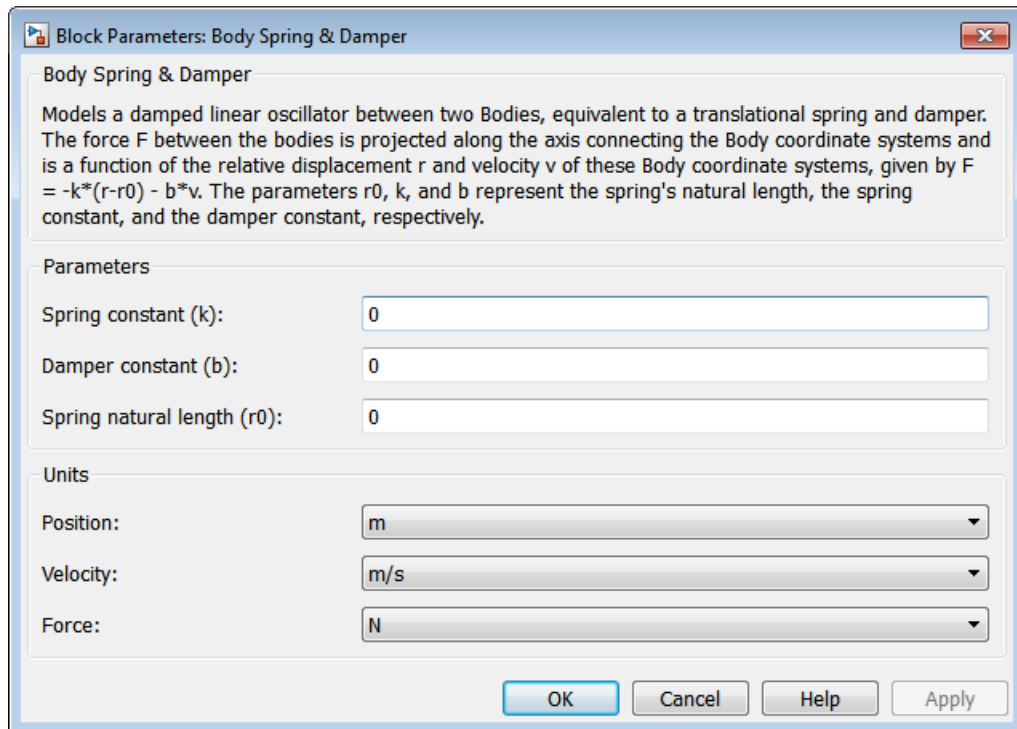 Block Parameters: Body Spring & Damper
Body Spring & Damper
Models a damped linear oscillator between two Bodies, equivalent to a translational spring and damper.
The force F between the bodies is projected along the axis connecting the Body coordinate systems and
is a function of the relative displacement r and velocity v of these Body coordinate systems, given by F
= -k*(r-r0) - b*v. The parameters r0, k, and b represent the spring's natural length, the spring
constant, and the damper constant, respectively.
Parameters
Spring constant (k): 0
Damper constant (b): 0
Spring natural length (r0): 0
Units
Position: m
Velocity: m/s
Force: N
OK Cancel Help Apply